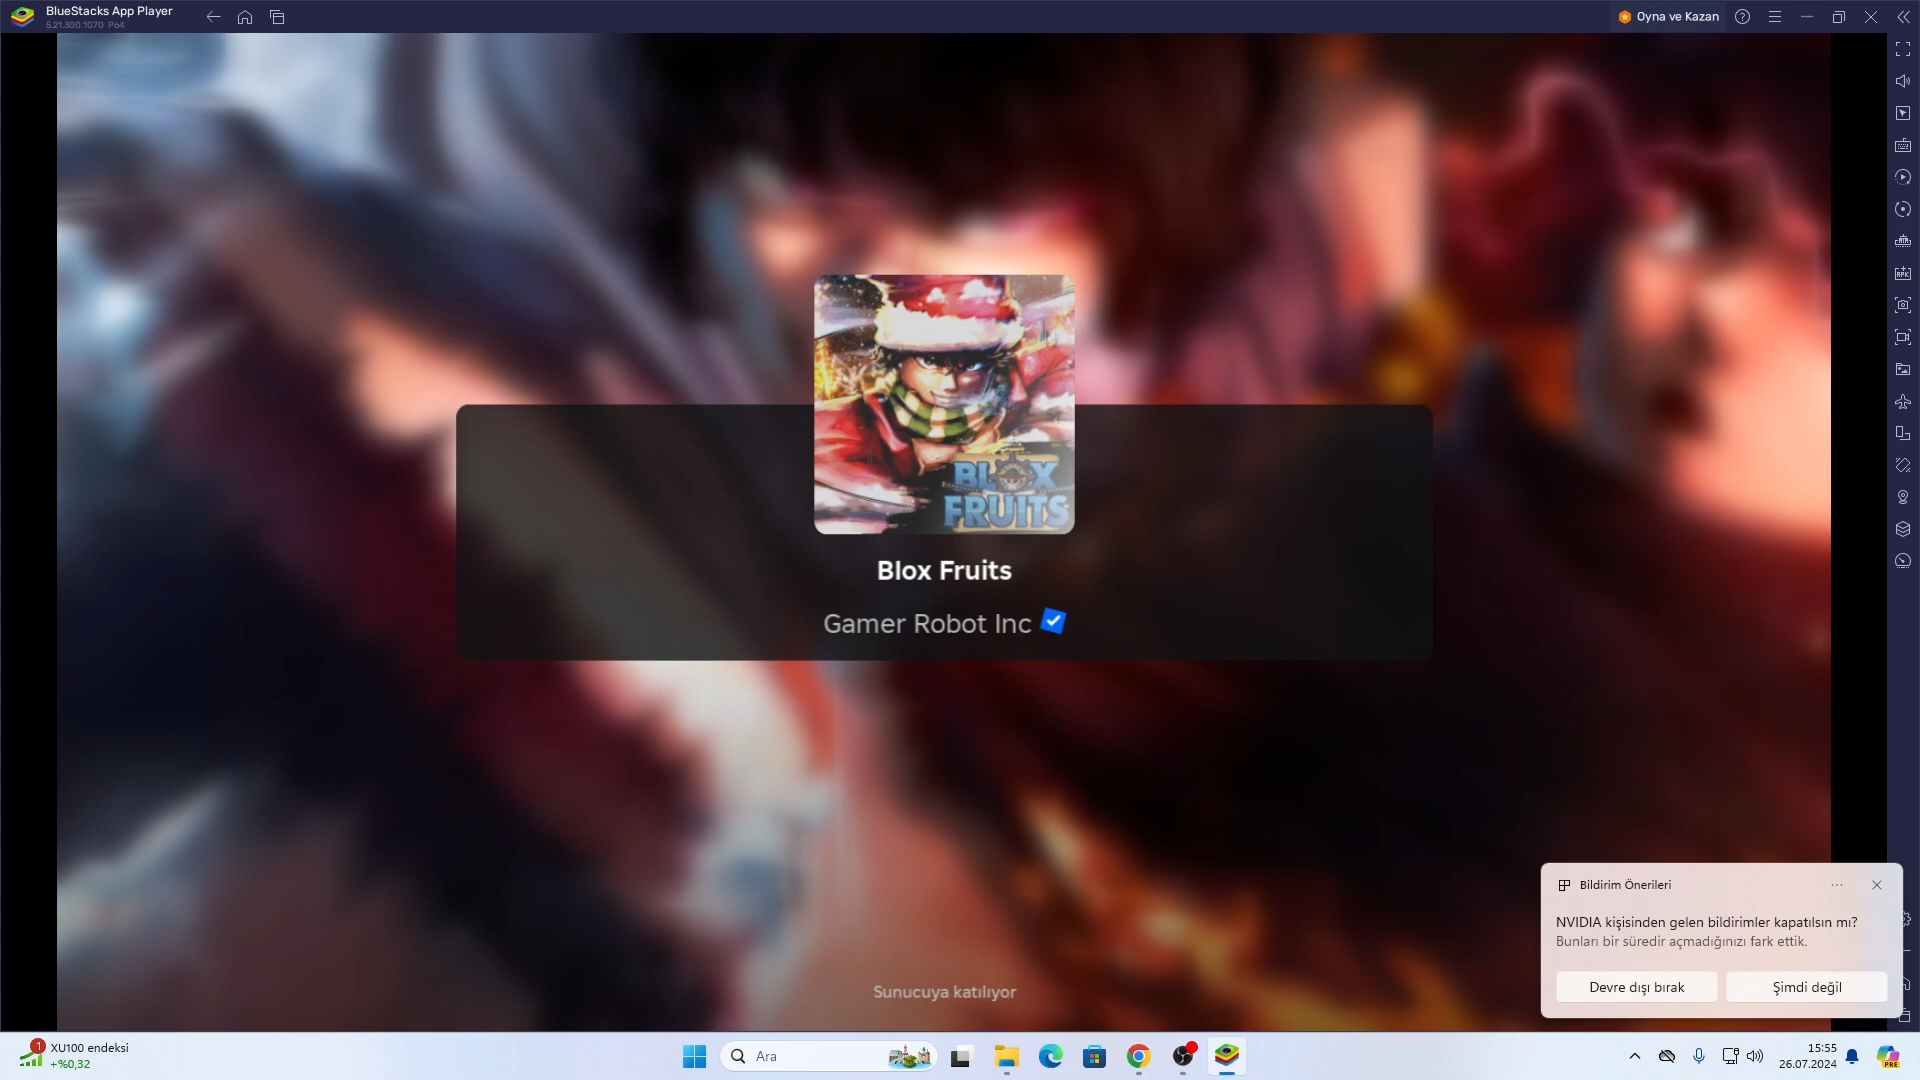 BlueStacks App Player
5.21.300.1070 P64
Oyna ve Kazan
BLOX
FRUITS
Blox Fruits
Gamer Robot Inc
Sunucuya katılıyor
Bildirim Önerileri
NVIDIA kişisinden gelen bildirimler kapatılsın mı?
Bunları bir süredir açmadığınızı fark ettik.
Devre dışı bırak
Şimdi değil
1
XU100 endeksi
+%0,32
Ara
15:55
26.07.2024
PRE
APK